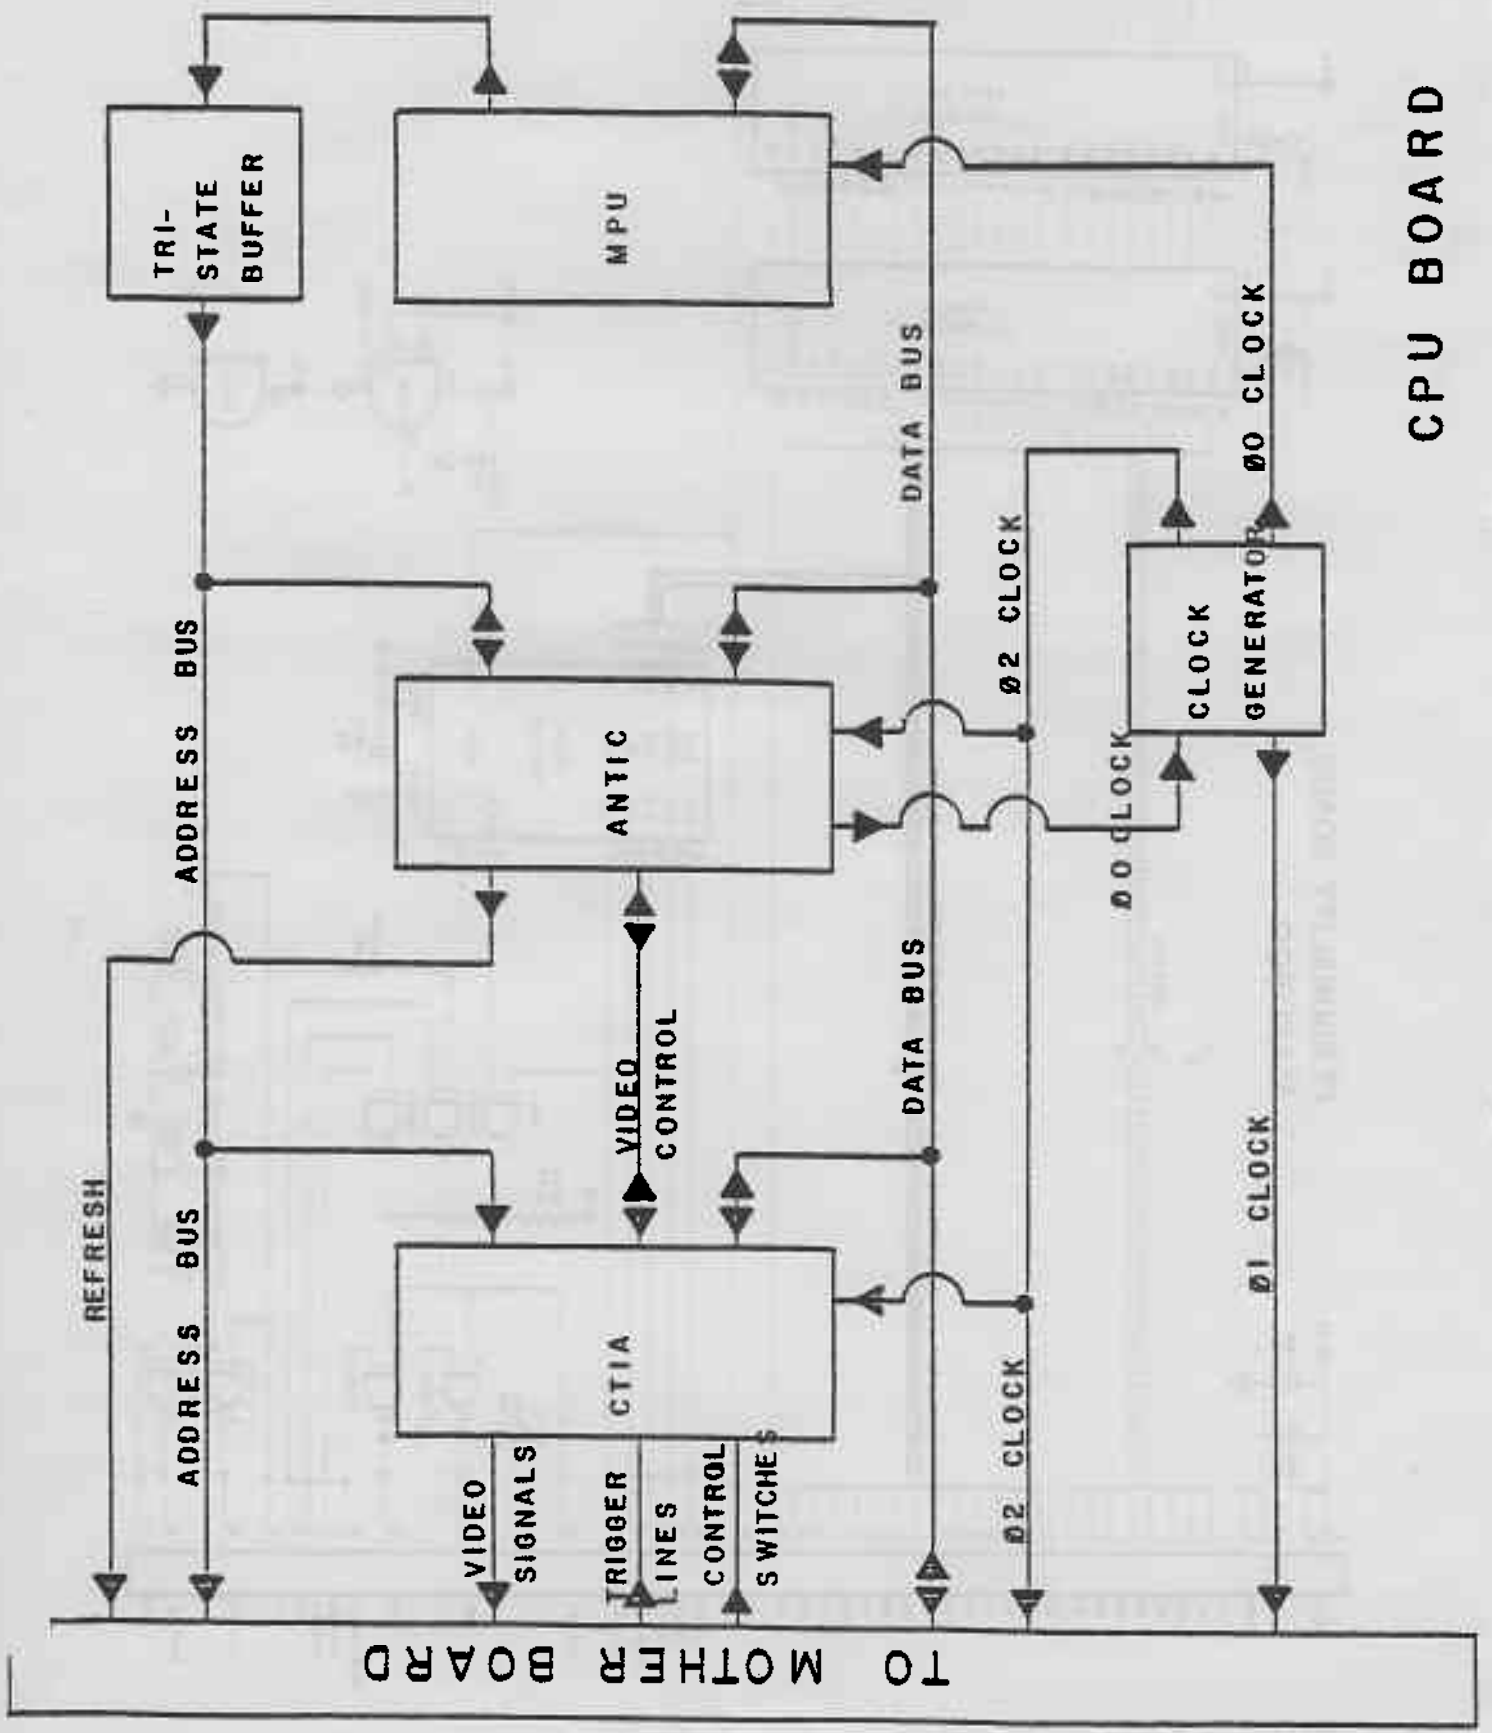 TRI-
STATE
BUFFER
MPU
CPU BOARD
ADDRESS BUS
DATA BUS
Ø0 CLOCK
Ø2 CLOCK
ANTIC
CLOCK
GENERATOR
Ø0 CLOCK
REFRESH
ADDRESS BUS
VIDEO
CONTROL
DATA BUS
CTIA
Ø2 CLOCK
Ø1 CLOCK
VIDEO
SIGNALS
TRIGGER
LINES
CONTROL
SWITCHES
TO MOTHER BOARD